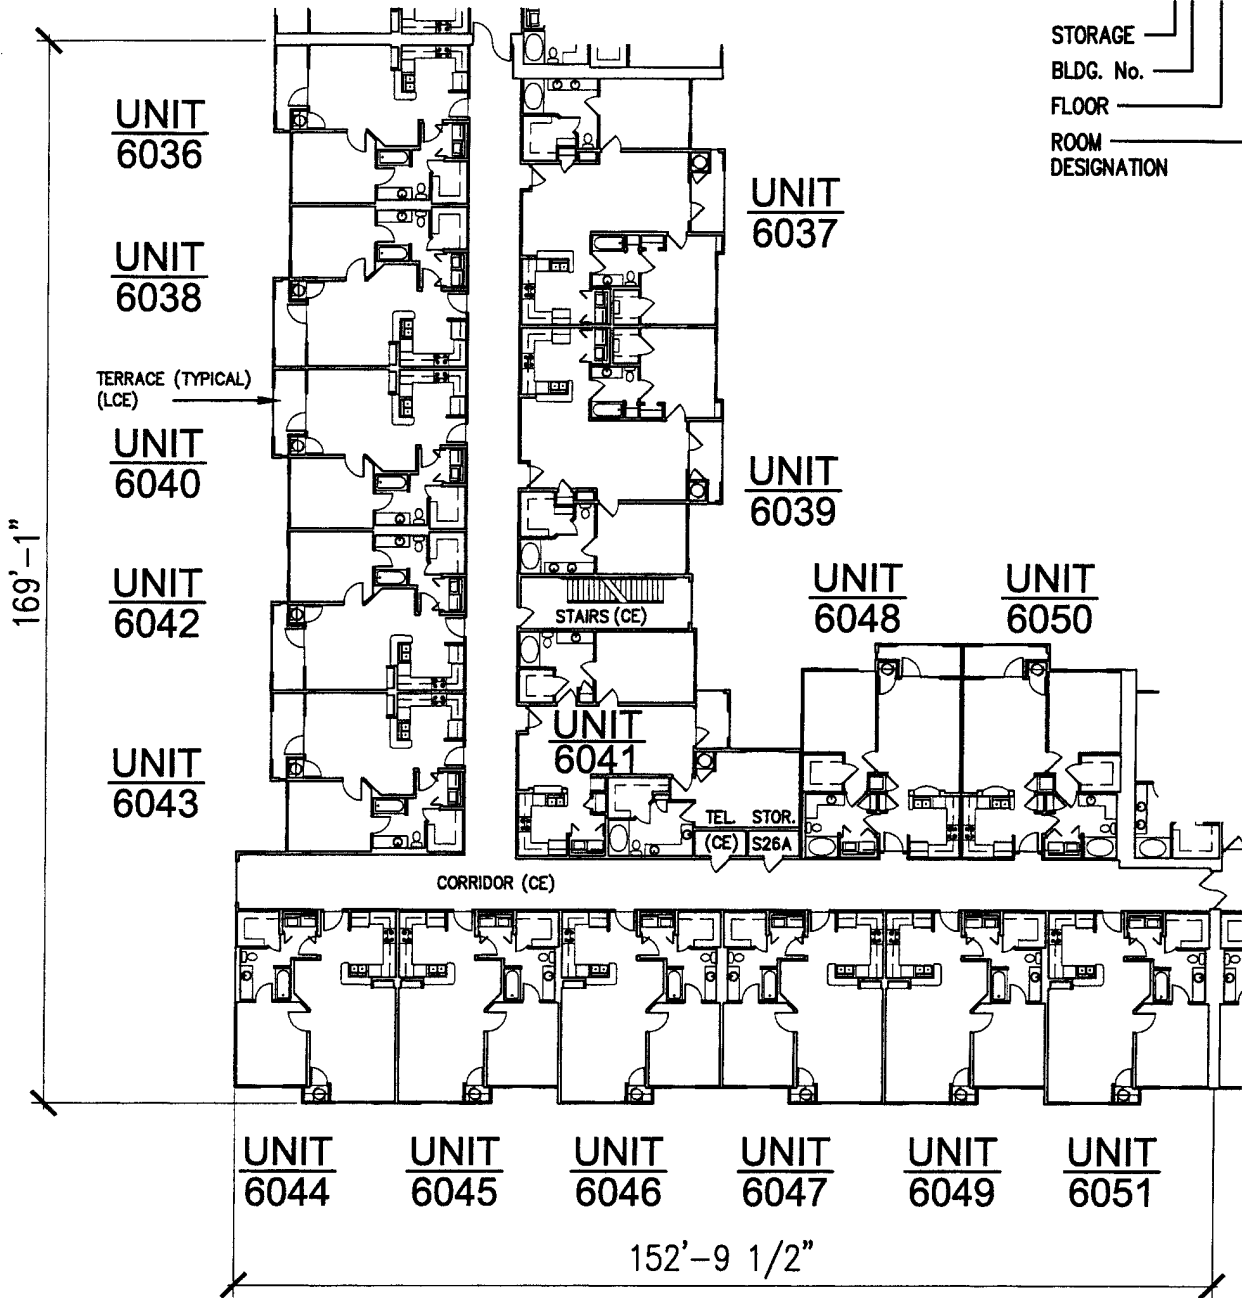 STORAGE
BLDG. No.
FLOOR
ROOM
DESIGNATION
UNIT
6036
UNIT
6037
UNIT
6038
TERRACE (TYPICAL)
(LCE)
UNIT
6040
UNIT
6039
169'-1"
UNIT
6042
STAIRS (CE)
UNIT
6048
UNIT
6050
UNIT
6041
UNIT
6043
TEL. STOR.
(CE) S26A
CORRIDOR (CE)
UNIT
6044
UNIT
6045
UNIT
6046
UNIT
6047
UNIT
6049
UNIT
6051
152'-9 1/2"